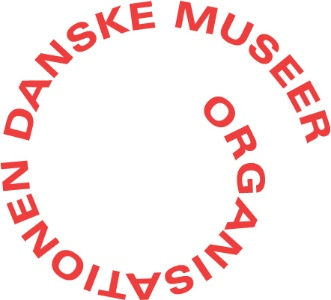 ORGANISATIONEN DANSKE MUSEER